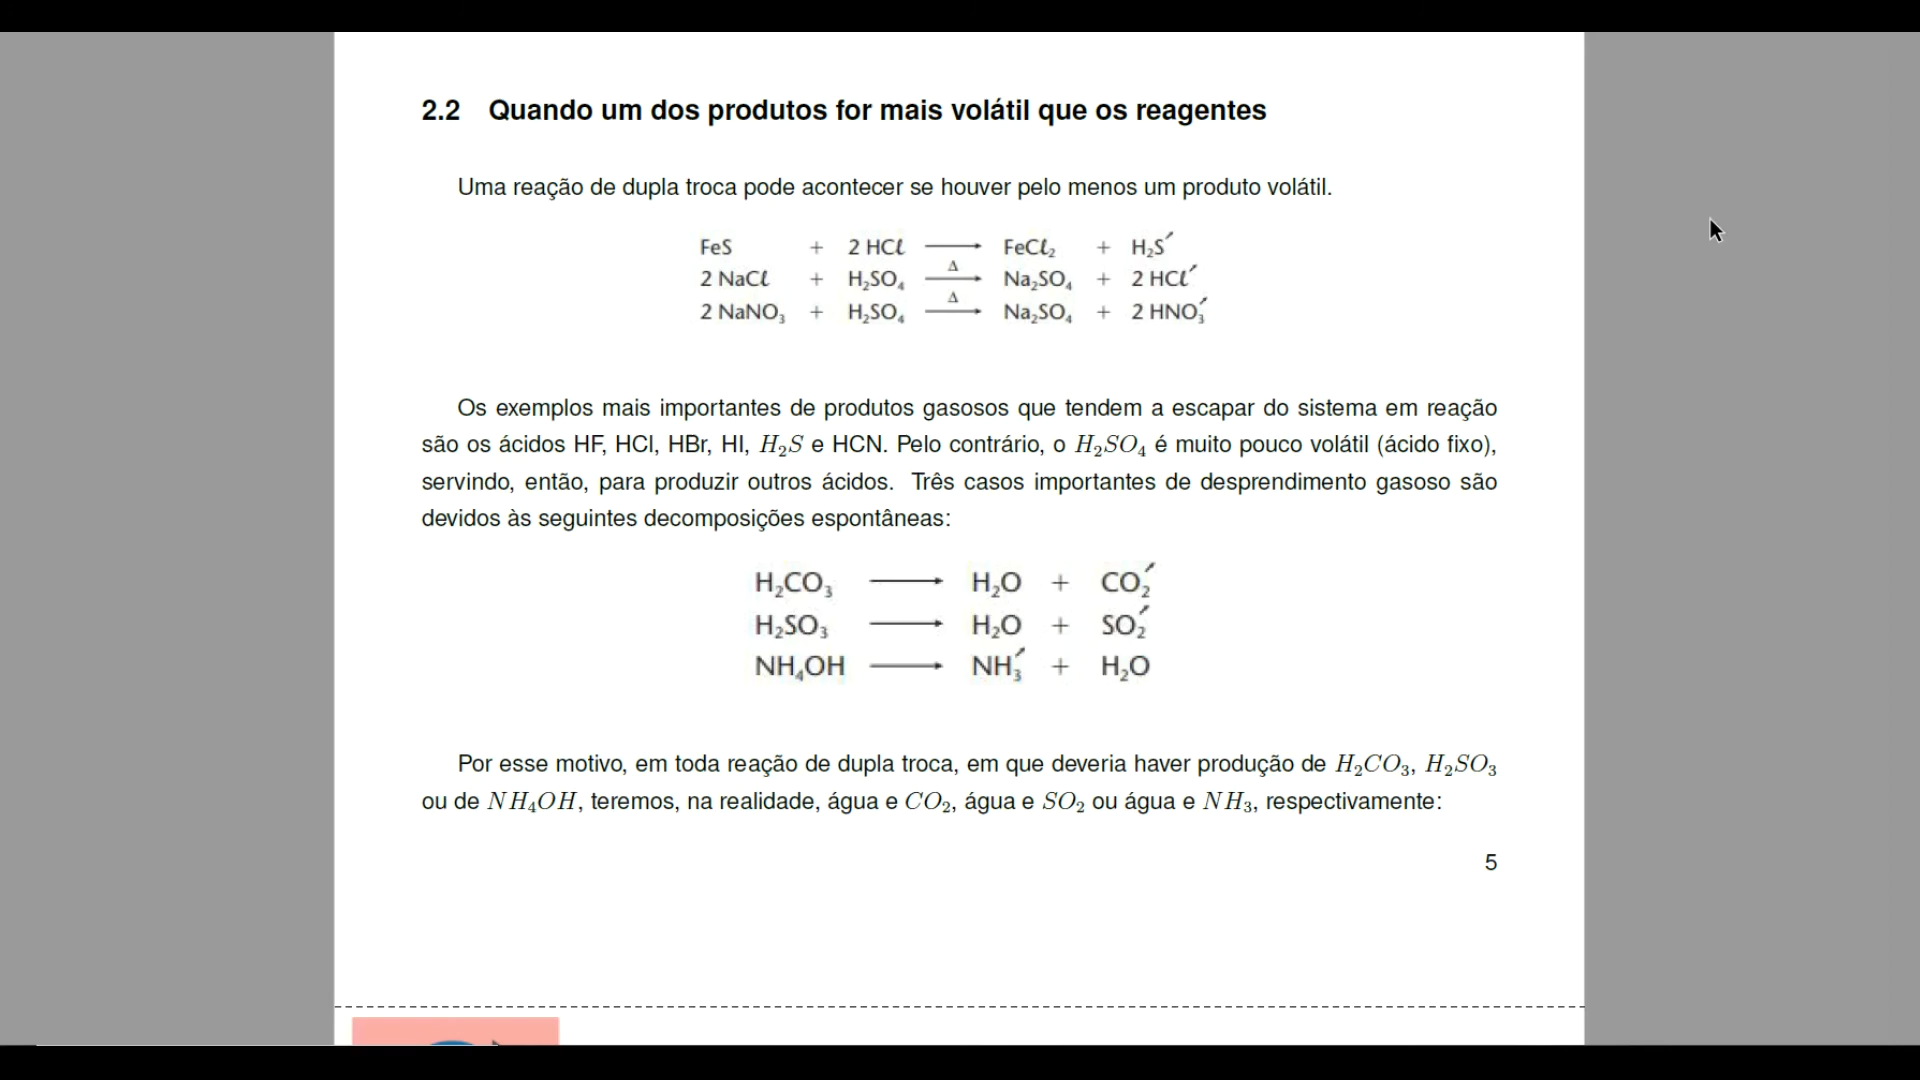 2.2 Quando um dos produtos for mais volátil que os reagentes
Uma reação de dupla troca pode acontecer se houver pelo menos um produto volátil.
FeS + 2 HCℓ ⟶ FeCℓ₂ + H₂S↗
2 NaCℓ + H₂SO₄ ⟶ Δ Na₂SO₄ + 2 HCℓ↗
2 NaNO₃ + H₂SO₄ ⟶ Δ Na₂SO₄ + 2 HNO₃↗
Os exemplos mais importantes de produtos gasosos que tendem a escapar do sistema em reação
são os ácidos HF, HCl, HBr, HI, H₂S e HCN. Pelo contrário, o H₂SO₄ é muito pouco volátil (ácido fixo),
servindo, então, para produzir outros ácidos. Três casos importantes de desprendimento gasoso são
devidos às seguintes decomposições espontâneas:
H₂CO₃ ⟶ H₂O + CO₂↗
H₂SO₃ ⟶ H₂O + SO₂↗
NH₄OH ⟶ NH₃↗ + H₂O
Por esse motivo, em toda reação de dupla troca, em que deveria haver produção de H₂CO₃, H₂SO₃
ou de NH₄OH, teremos, na realidade, água e CO₂, água e SO₂ ou água e NH₃, respectivamente:
5